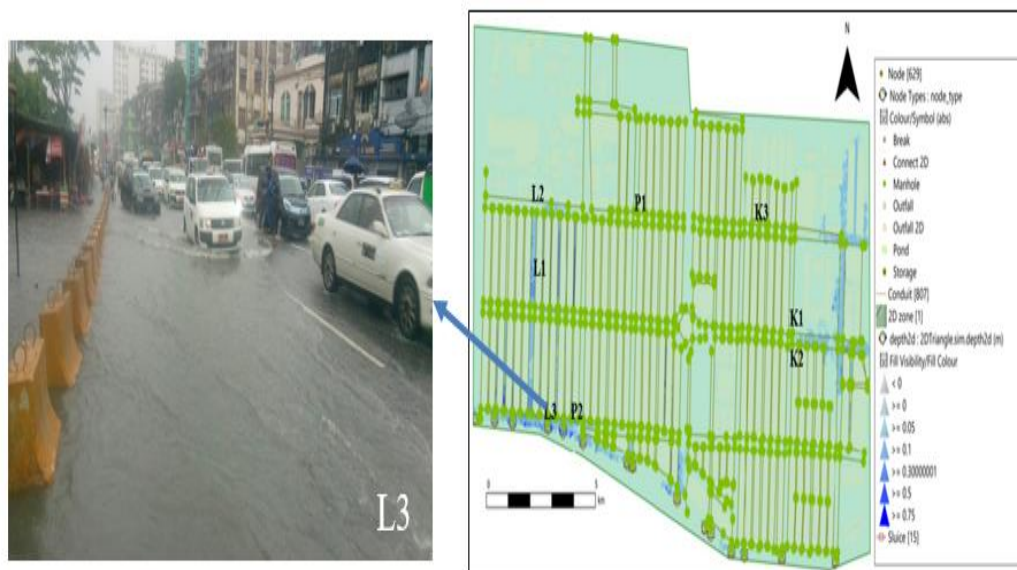 L3
L2
P1
K3
L1
K1
K2
L3
P2
0
5
km
N
Node [629]
Node Types : node_type
Colour/Symbol (abs)
Break
Connect 2D
Manhole
Outfall
Outfall 2D
Pond
Storage
Conduit [807]
2D zone [1]
depth2d : 2DTriangle,sim.depth2d (m)
Fill Visibility/Fill Colour
< 0
>= 0
>= 0.05
>= 0.1
>= 0.30000001
>= 0.5
>= 0.75
Sluice [15]